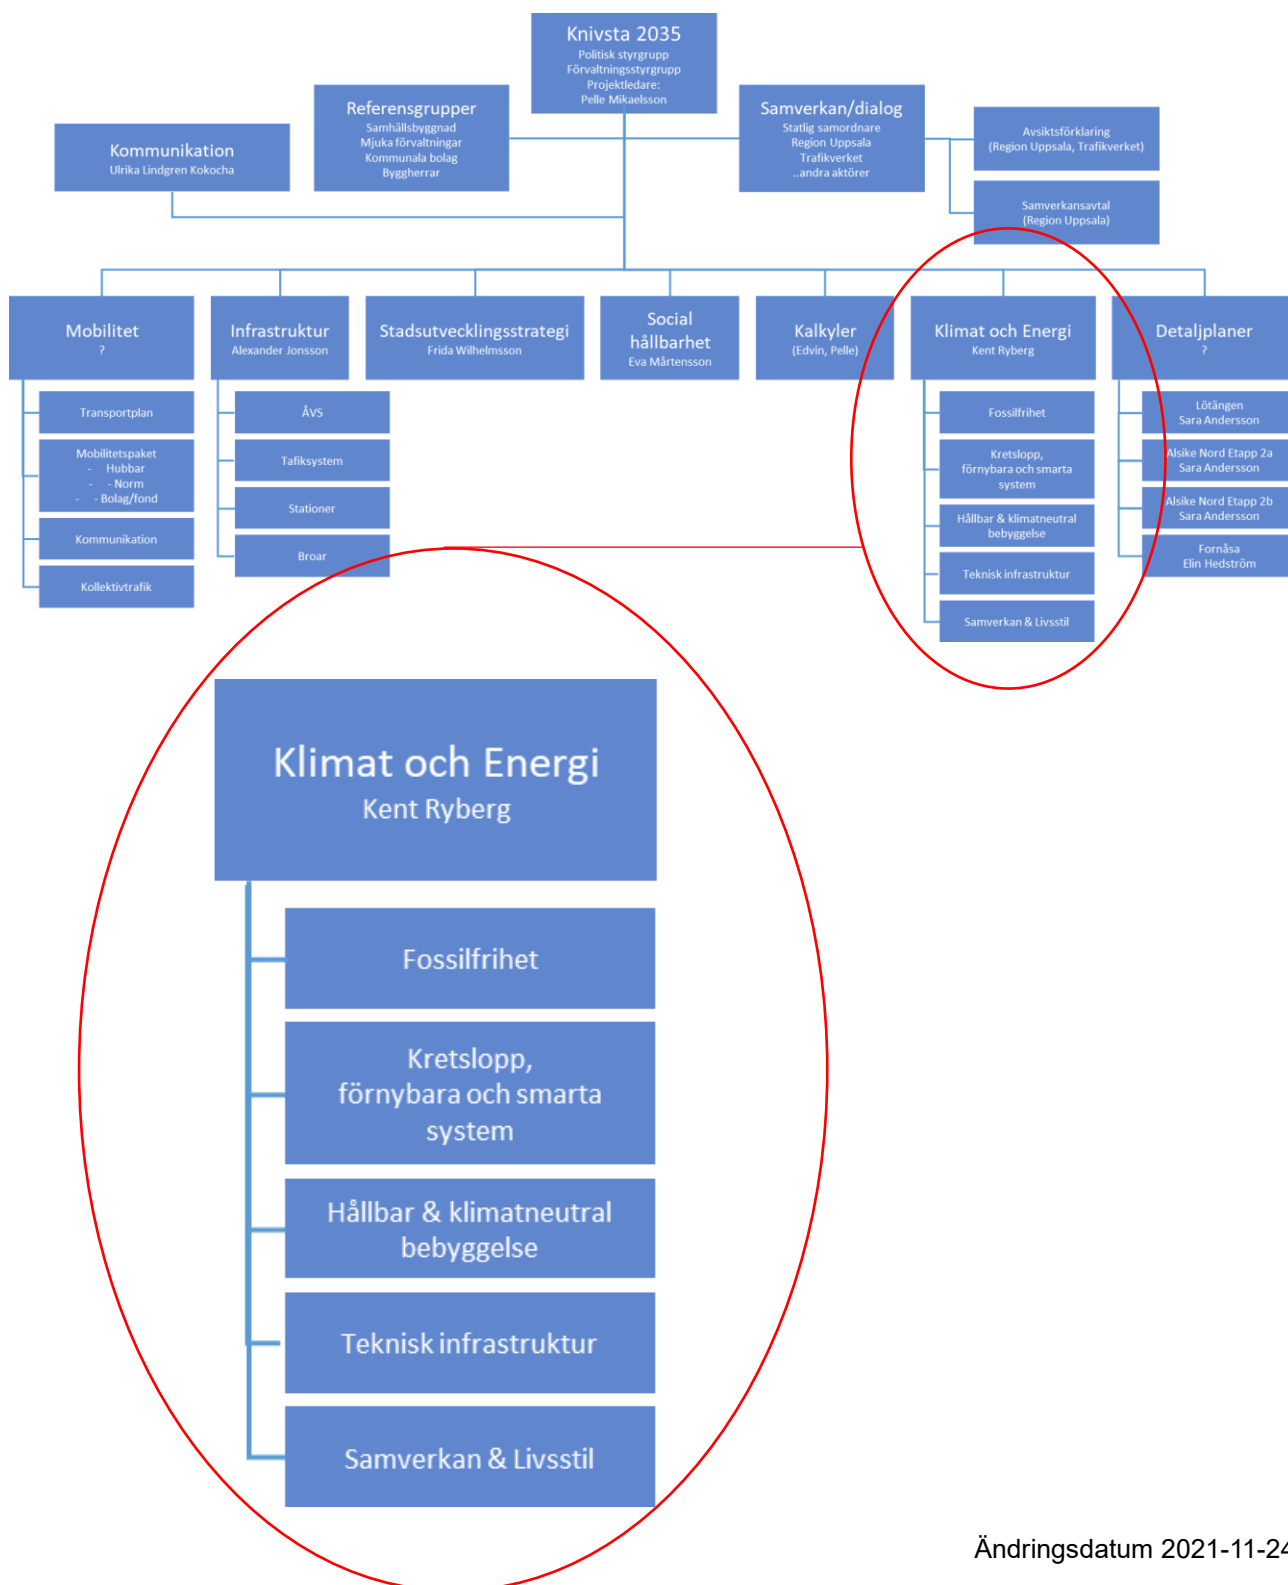 Knivsta 2035
Politisk styrgrupp
Förvaltningsstyrgrupp
Projektledare:
Pelle Mikaelsson
Referensgrupper
Samhällsbyggnad
Mjuka förvaltningar
Kommunala bolag
Byggherrar
Samverkan/dialog
Statlig samordnare
Region Uppsala
Trafikverket
..andra aktörer
Avsiktsförklaring
(Region Uppsala, Trafikverket)
Kommunikation
Ulrika Lindgren Kokocha
Samverkansavtal
(Region Uppsala)
Mobilitet
?
Transportplan
Mobilitetspaket
- Hubbar
- - Norm
- - Bolag/fond
Kommunikation
Kollektivtrafik
Infrastruktur
Alexander Jonsson
ÅVS
Tafiksystem
Stationer
Broar
Stadsutvecklingsstrategi
Frida Wilhelmsson
Social
hållbarhet
Eva Mårtensson
Kalkyler
(Edvin, Pelle)
Klimat och Energi
Kent Ryberg
Fossilfrihet
Kretslopp,
förnybara och smarta
system
Hållbar & klimatneutral
bebyggelse
Teknisk infrastruktur
Samverkan & Livsstil
Detaljplaner
?
Lötängen
Sara Andersson
Alsike Nord Etapp 2a
Sara Andersson
Alsike Nord Etapp 2b
Sara Andersson
Fornåsa
Elin Hedström
Klimat och Energi
Kent Ryberg
Fossilfrihet
Kretslopp,
förnybara och smarta
system
Hållbar & klimatneutral
bebyggelse
Teknisk infrastruktur
Samverkan & Livsstil
Ändringsdatum 2021-11-24